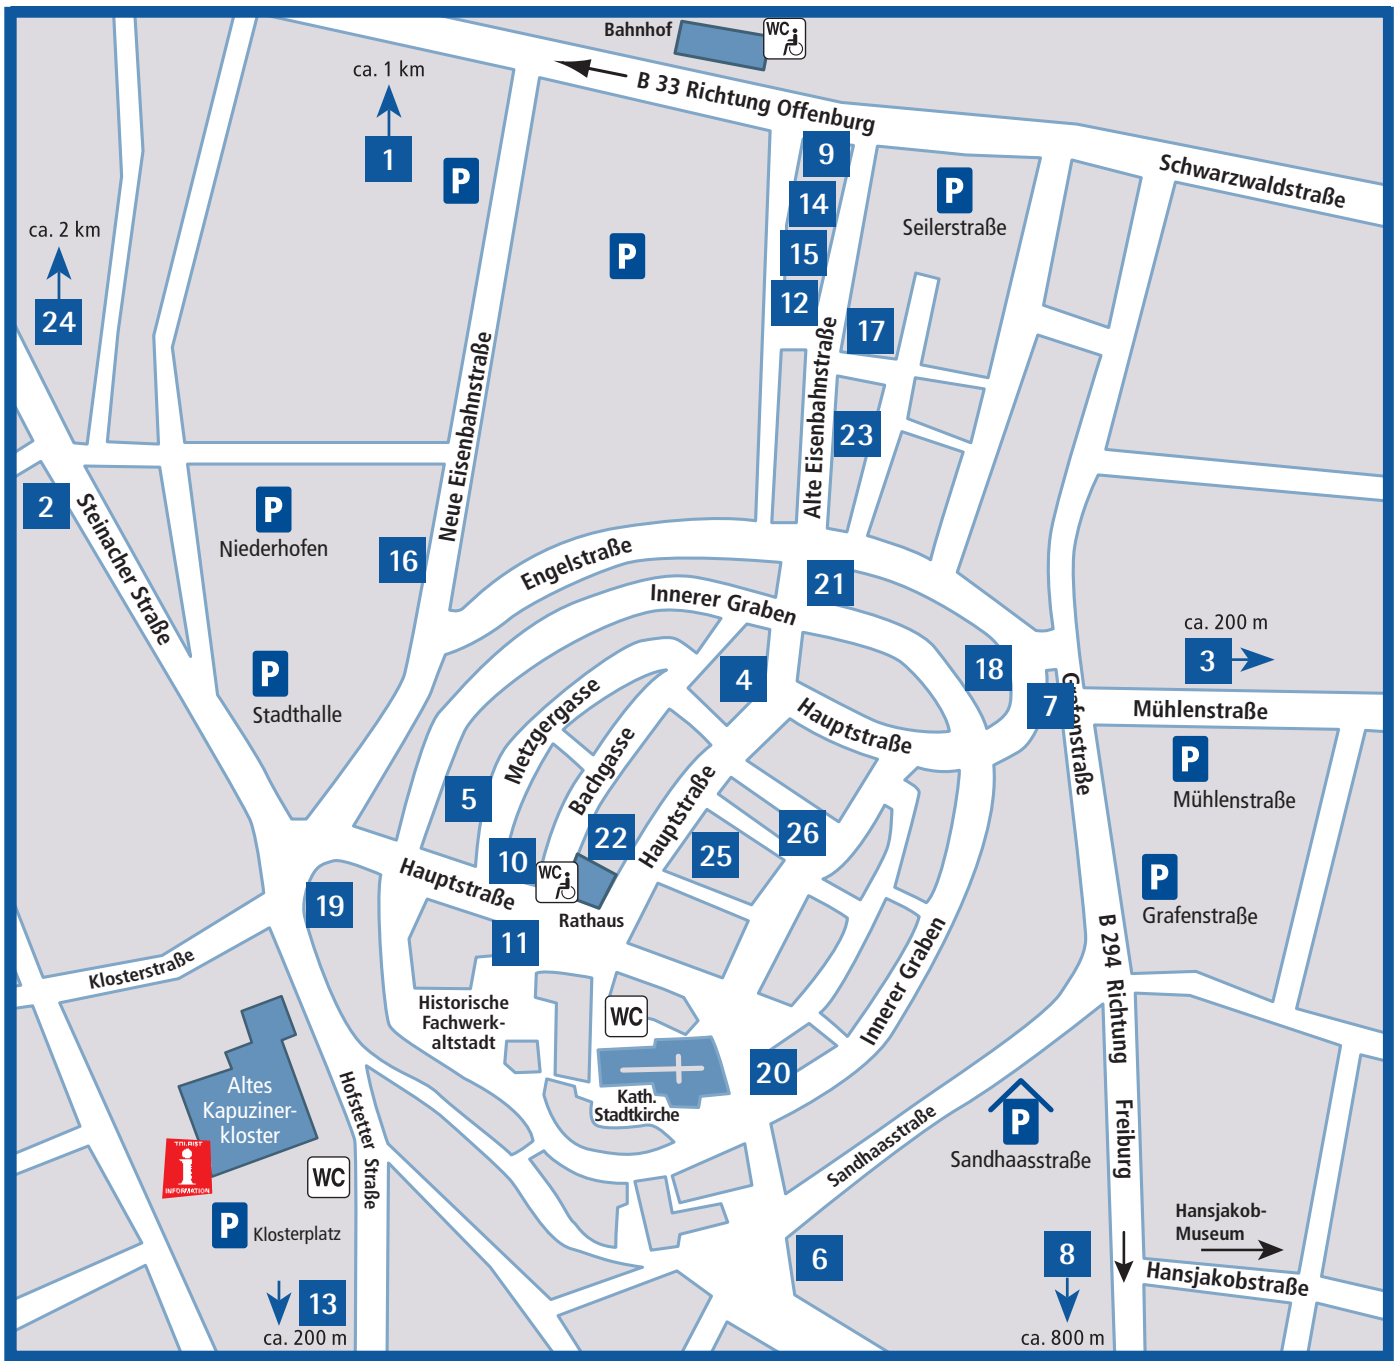 Bahnhof
WC
B 33 Richtung Offenburg
Schwarzwaldstraße
ca. 1 km
1
P
9
14
15
12
17
P
Seilerstraße
P
ca. 2 km
24
Neue Eisenbahnstraße
Alte Eisenbahnstraße
23
2
Steinacher Straße
P
Niederhofen
16
Engelstraße
Innerer Graben
21
ca. 200 m
3
P
Stadthalle
4
18
7
Grafenstraße
Mühlenstraße
Metzgergasse
Hauptstraße
P
Mühlenstraße
5
Bachgasse
Hauptstraße
22
10
25
26
WC
Rathaus
Hauptstraße
P
Grafenstraße
19
11
Klosterstraße
Historische
Fachwerk-
altstadt
WC
Innerer Graben
B 294 Richtung Freiburg
Kath.
Stadtkirche
20
Altes
Kapuziner-
kloster
Hofstetter Straße
TOURIST
i
INFORMATION
WC
P
Klosterplatz
Sandhaasstraße
P
Sandhaasstraße
Hansjakob-
Museum
Hansjakobstraße
6
8
ca. 800 m
13
ca. 200 m